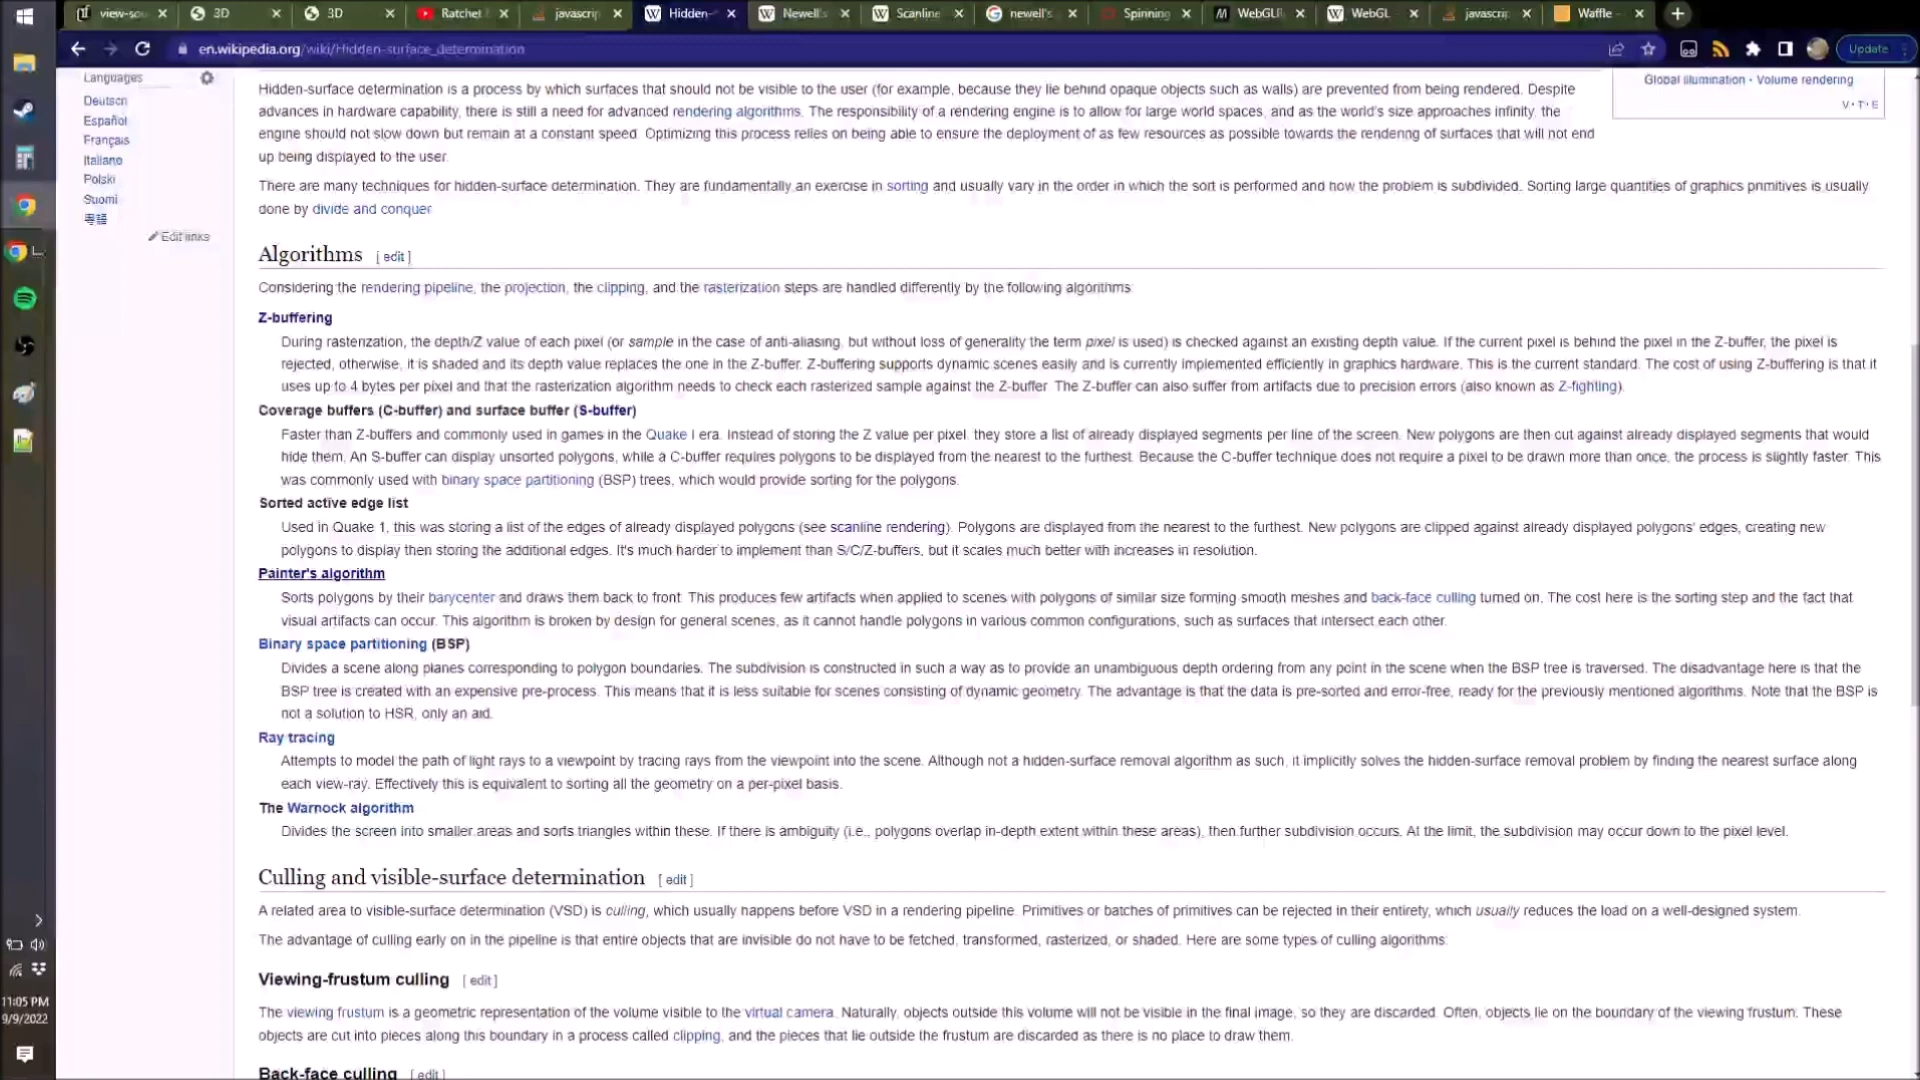 view-sou
3D
3D
Ratchet
javascrip
Hidden-
Newell's
Scanline
newell's
Spinning
WebGLR
WebGL
javascrip
Waffle -
en.wikipedia.org/wiki/Hidden-surface_determination
Update
Languages
Deutsch
Español
Français
Italiano
Polski
Suomi
粵語
Edit links
Global illumination · Volume rendering
V·T·E
Hidden-surface determination is a process by which surfaces that should not be visible to the user (for example, because they lie behind opaque objects such as walls) are prevented from being rendered. Despite
advances in hardware capability, there is still a need for advanced rendering algorithms. The responsibility of a rendering engine is to allow for large world spaces, and as the world's size approaches infinity, the
engine should not slow down but remain at a constant speed. Optimizing this process relies on being able to ensure the deployment of as few resources as possible towards the rendering of surfaces that will not end
up being displayed to the user.
There are many techniques for hidden-surface determination. They are fundamentally an exercise in sorting and usually vary in the order in which the sort is performed and how the problem is subdivided. Sorting large quantities of graphics primitives is usually
done by divide and conquer
Algorithms [ edit ]
Considering the rendering pipeline, the projection, the clipping, and the rasterization steps are handled differently by the following algorithms:
Z-buffering
During rasterization, the depth/Z value of each pixel (or sample in the case of anti-aliasing, but without loss of generality the term pixel is used) is checked against an existing depth value. If the current pixel is behind the pixel in the Z-buffer, the pixel is
rejected, otherwise, it is shaded and its depth value replaces the one in the Z-buffer. Z-buffering supports dynamic scenes easily and is currently implemented efficiently in graphics hardware. This is the current standard. The cost of using Z-buffering is that it
uses up to 4 bytes per pixel and that the rasterization algorithm needs to check each rasterized sample against the Z-buffer. The Z-buffer can also suffer from artifacts due to precision errors (also known as Z-fighting).
Coverage buffers (C-buffer) and surface buffer (S-buffer)
Faster than Z-buffers and commonly used in games in the Quake I era. Instead of storing the Z value per pixel, they store a list of already displayed segments per line of the screen. New polygons are then cut against already displayed segments that would
hide them. An S-buffer can display unsorted polygons, while a C-buffer requires polygons to be displayed from the nearest to the furthest. Because the C-buffer technique does not require a pixel to be drawn more than once, the process is slightly faster. This
was commonly used with binary space partitioning (BSP) trees, which would provide sorting for the polygons.
Sorted active edge list
Used in Quake 1, this was storing a list of the edges of already displayed polygons (see scanline rendering). Polygons are displayed from the nearest to the furthest. New polygons are clipped against already displayed polygons' edges, creating new
polygons to display then storing the additional edges. It's much harder to implement than S/C/Z-buffers, but it scales much better with increases in resolution.
Painter's algorithm
Sorts polygons by their barycenter and draws them back to front. This produces few artifacts when applied to scenes with polygons of similar size forming smooth meshes and back-face culling turned on. The cost here is the sorting step and the fact that
visual artifacts can occur. This algorithm is broken by design for general scenes, as it cannot handle polygons in various common configurations, such as surfaces that intersect each other.
Binary space partitioning (BSP)
Divides a scene along planes corresponding to polygon boundaries. The subdivision is constructed in such a way as to provide an unambiguous depth ordering from any point in the scene when the BSP tree is traversed. The disadvantage here is that the
BSP tree is created with an expensive pre-process. This means that it is less suitable for scenes consisting of dynamic geometry. The advantage is that the data is pre-sorted and error-free, ready for the previously mentioned algorithms. Note that the BSP is
not a solution to HSR, only an aid.
Ray tracing
Attempts to model the path of light rays to a viewpoint by tracing rays from the viewpoint into the scene. Although not a hidden-surface removal algorithm as such, it implicitly solves the hidden-surface removal problem by finding the nearest surface along
each view-ray. Effectively this is equivalent to sorting all the geometry on a per-pixel basis.
The Warnock algorithm
Divides the screen into smaller areas and sorts triangles within these. If there is ambiguity (i.e., polygons overlap in-depth extent within these areas), then further subdivision occurs. At the limit, the subdivision may occur down to the pixel level.
Culling and visible-surface determination [ edit ]
A related area to visible-surface determination (VSD) is culling, which usually happens before VSD in a rendering pipeline. Primitives or batches of primitives can be rejected in their entirety, which usually reduces the load on a well-designed system.
The advantage of culling early on in the pipeline is that entire objects that are invisible do not have to be fetched, transformed, rasterized, or shaded. Here are some types of culling algorithms:
Viewing-frustum culling [ edit ]
The viewing frustum is a geometric representation of the volume visible to the virtual camera. Naturally, objects outside this volume will not be visible in the final image, so they are discarded. Often, objects lie on the boundary of the viewing frustum. These
objects are cut into pieces along this boundary in a process called clipping, and the pieces that lie outside the frustum are discarded as there is no place to draw them.
Back-face culling [ edit ]
11:05 PM
9/9/2022